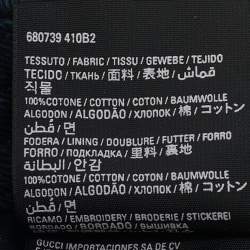 680739 410B2
TESSUTO / FABRIC / TISSU / GEWEBE / TEJIDO
TECIDO / ТКАНЬ / 面料 / 表地 / قماش /
직물
100%COTONE / COTTON / COTON / BAUMWOLLE
ALGODON / ALGODÃO / ХЛОПОК / 棉 / コットン
/ قطن / 면
FODERA / LINING / DOUBLURE / FUTTER / FORRO
FORRO / ПОДКЛАДКА / 里料 / 裏地
/ البطانة / 안감
100%COTONE / COTTON / COTON / BAUMWOLLE
ALGODON / ALGODÃO / ХЛОПОК / 棉 / コットン
/ قطن / 면
RICAMO / EMBROIDERY / BRODERIE / STICKEREI
BORDADO / BORDADO / ВЫШИВКА
GUCCI IMPORTACIONES SA DE CV